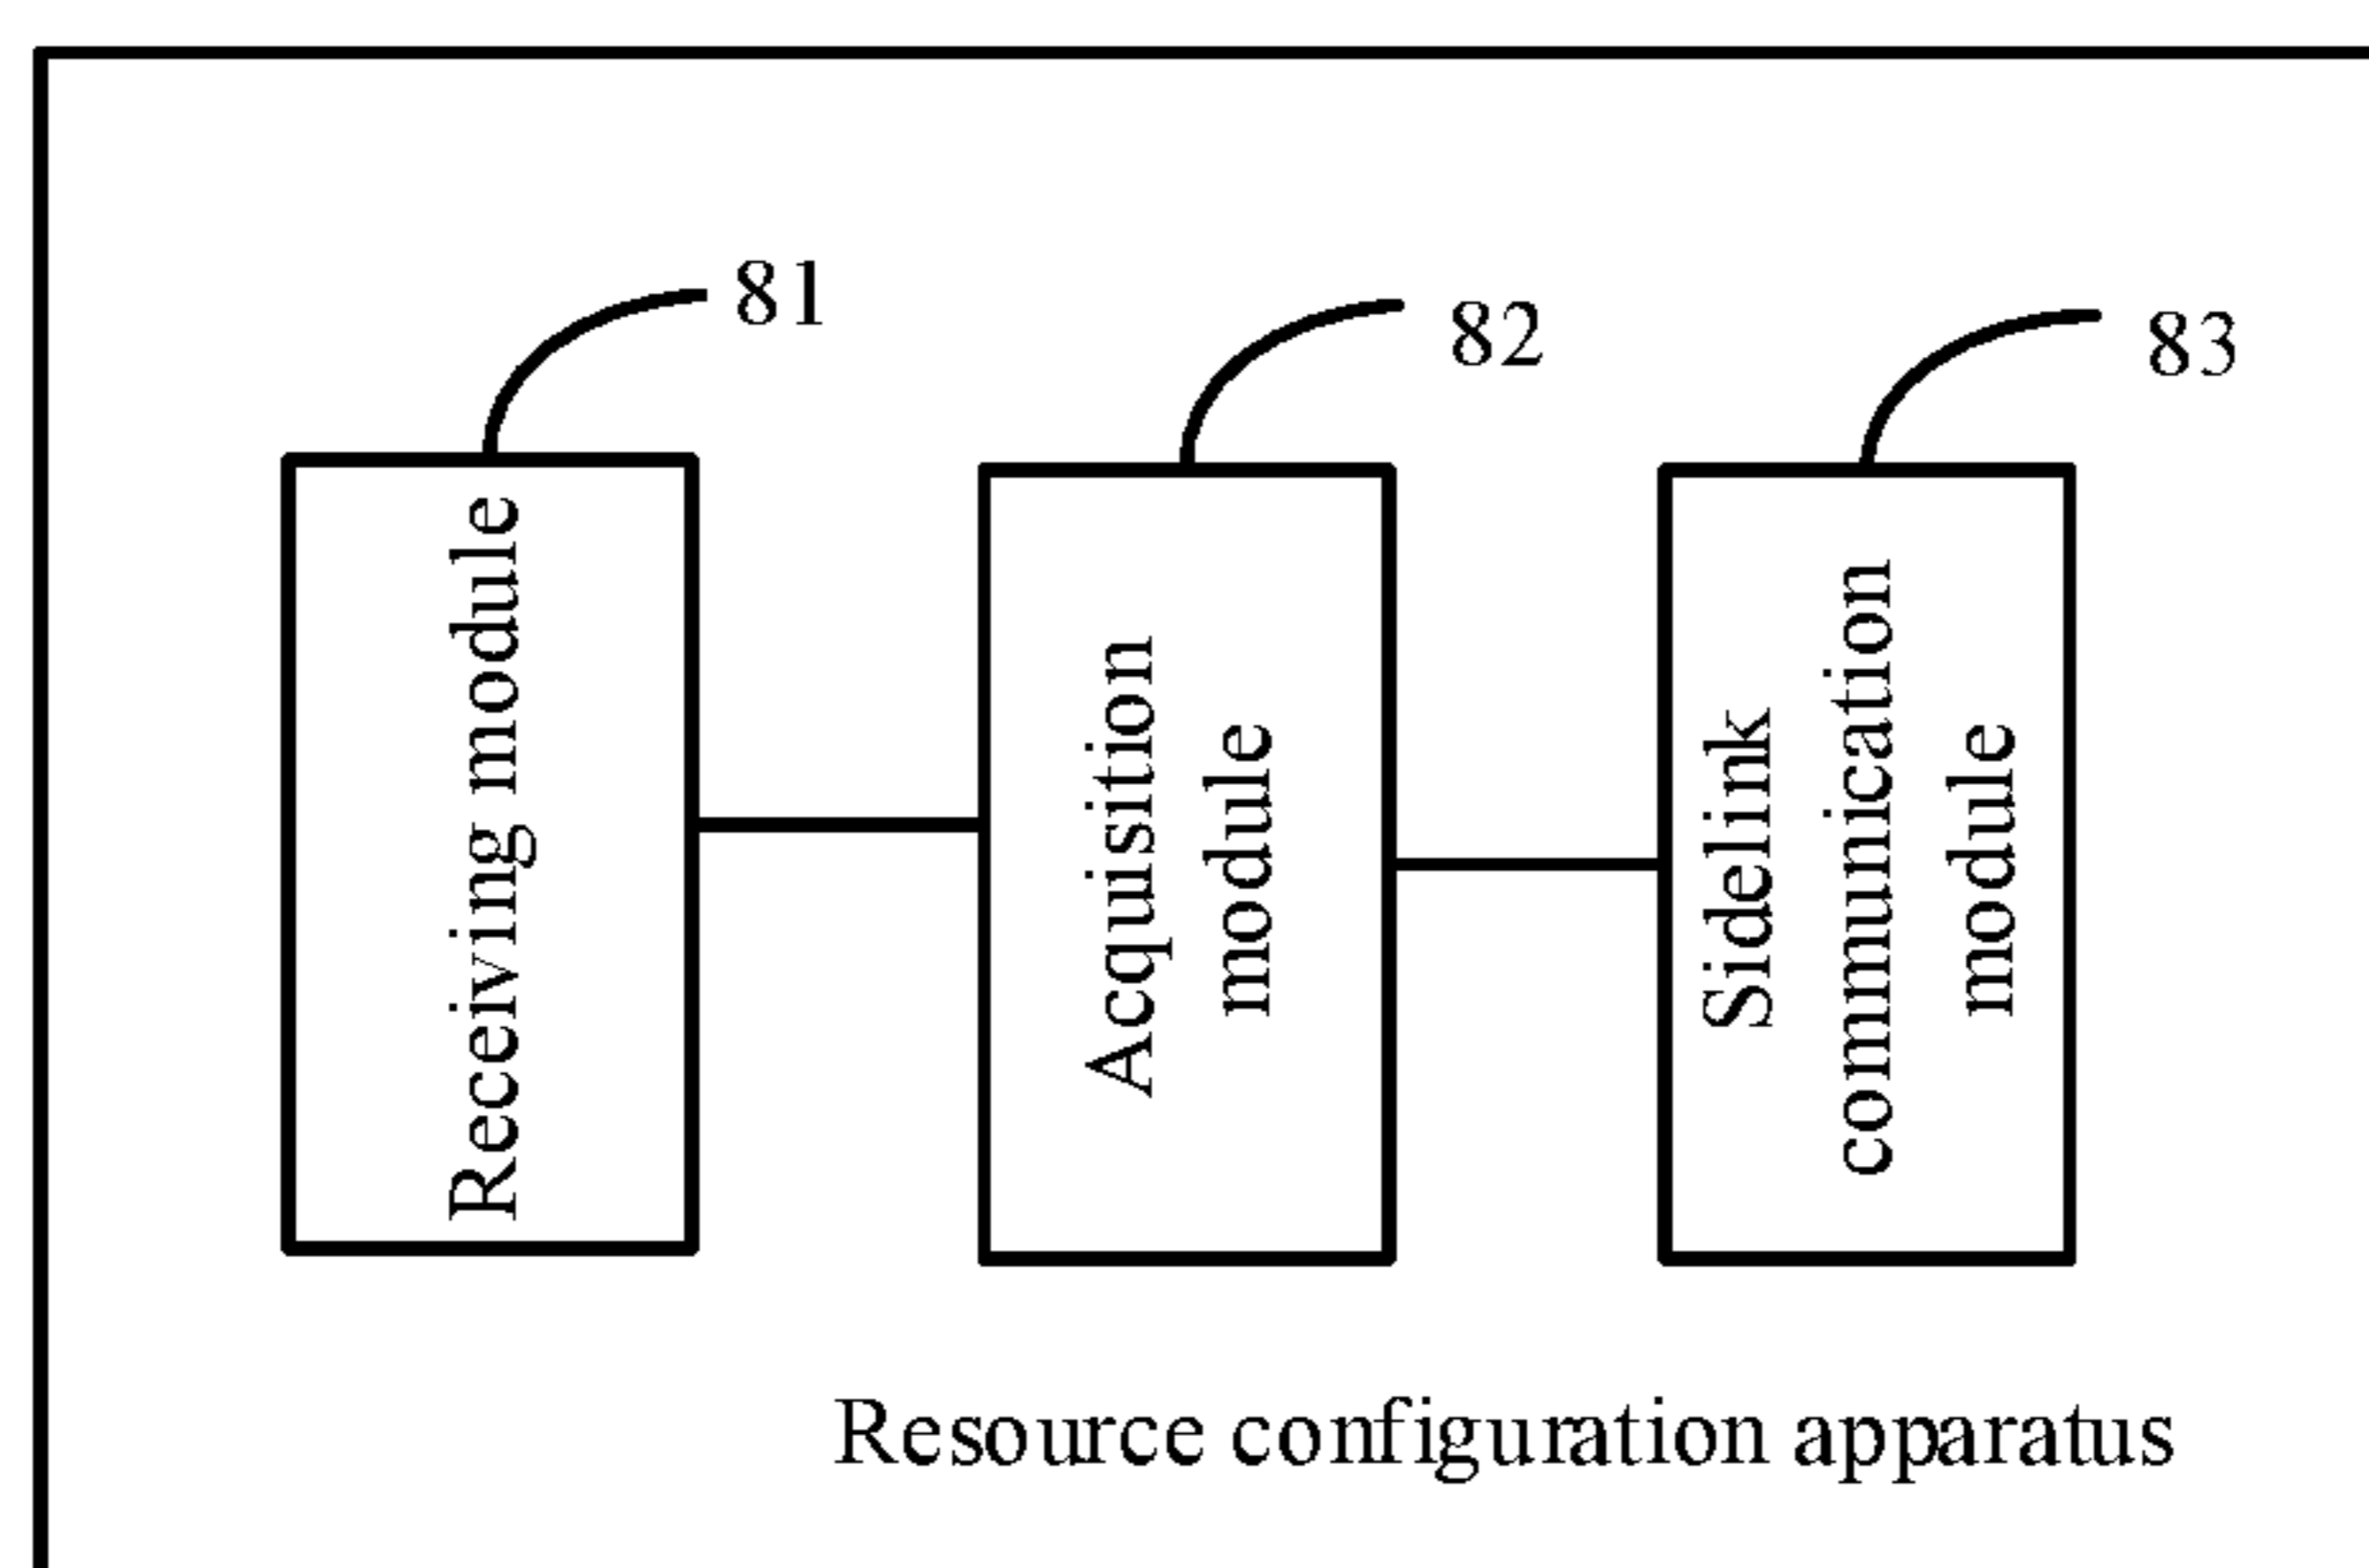 81
82
83
Receiving module
Acquisition
module
Sidelink
communication
module
Resource configuration apparatus